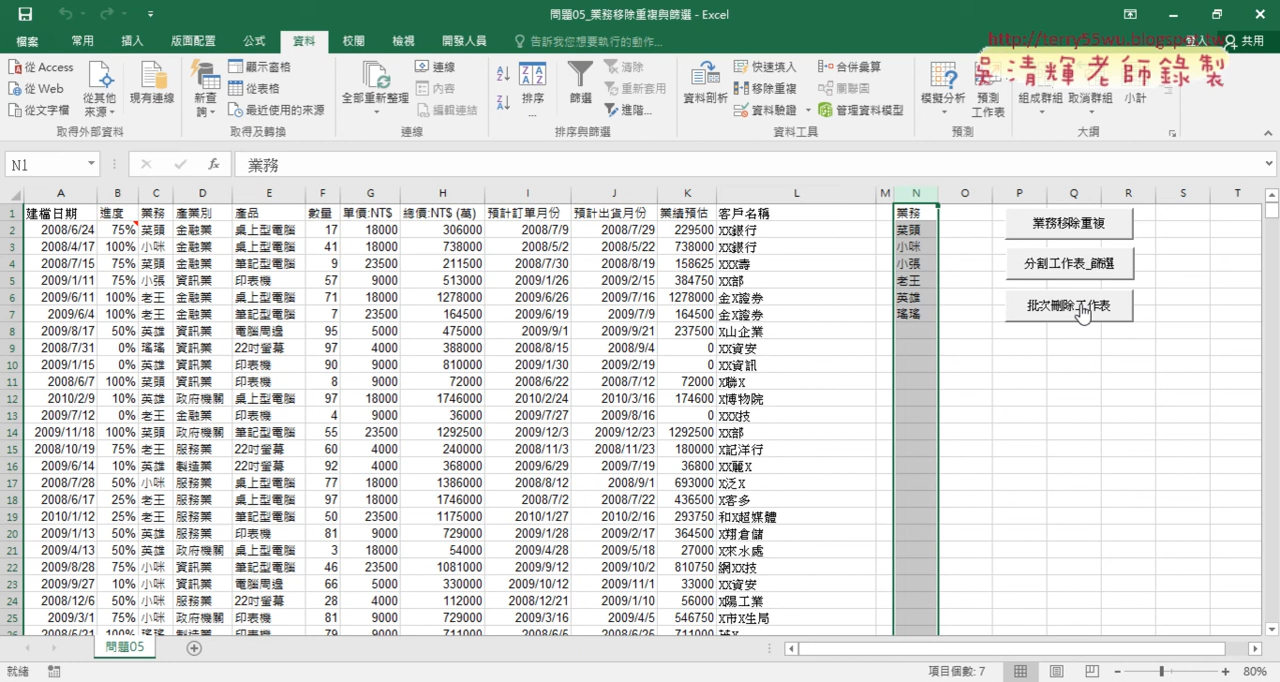 問題05_業務移除重複與篩選 - Excel
檔案 常用 插入 版面配置 公式 資料 校閱 檢視 開發人員 告訴我您想要執行的動作... 登入 共用
http://terry55wu.blogspot.tw
吳清輝老師錄製
從 Access 從 Web 從文字檔 從其他來源 現有連線 取得外部資料
新查詢 顯示窗格 從表格 最近使用的來源 取得及轉換
全部重新整理 連線 內容 編輯連結 連線
排序 篩選 清除 重新套用 進階... 排序與篩選
資料剖析 快速填入 移除重複 資料驗證 合併彙算 關聯圖 管理資料模型 資料工具
模擬分析 預測工作表 預測
組成群組 取消群組 小計 大綱
N1 業務
A B C D E F G H I J K L M N O P Q R S T
1 建檔日期 進度 業務 產業別 產品 數量 單價:NT$ 總價:NT$ (萬) 預計訂單月份 預計出貨月份 業績預估 客戶名稱 業務
2 2008/6/24 75% 菜頭 金融業 桌上型電腦 17 18000 306000 2008/7/9 2008/7/29 229500 XX銀行 菜頭
3 2008/4/17 100% 小咪 金融業 桌上型電腦 41 18000 738000 2008/5/2 2008/5/22 738000 XX銀行 小咪
4 2008/7/15 75% 菜頭 金融業 筆記型電腦 9 23500 211500 2008/7/30 2008/8/19 158625 XXX壽 小張
5 2009/1/11 75% 小張 資訊業 印表機 57 9000 513000 2009/1/26 2009/2/15 384750 XX部 老王
6 2009/6/11 100% 老王 金融業 桌上型電腦 71 18000 1278000 2009/6/26 2009/7/16 1278000 金X證券 英雄
7 2009/6/4 100% 老王 金融業 筆記型電腦 7 23500 164500 2009/6/19 2009/7/9 164500 金X證券 瑤瑤
8 2009/8/17 50% 英雄 資訊業 電腦周邊 95 5000 475000 2009/9/1 2009/9/21 237500 X山企業
9 2008/7/31 0% 瑤瑤 資訊業 22吋螢幕 97 4000 388000 2008/8/15 2008/9/4 0 XX資安
10 2009/1/15 0% 英雄 資訊業 印表機 90 9000 810000 2009/1/30 2009/2/19 0 XX資訊
11 2008/6/7 100% 菜頭 資訊業 印表機 8 9000 72000 2008/6/22 2008/7/12 72000 X聯X
12 2010/2/9 10% 英雄 政府機關 桌上型電腦 97 18000 1746000 2010/2/24 2010/3/16 174600 X博物院
13 2009/7/12 0% 老王 金融業 印表機 4 9000 36000 2009/7/27 2009/8/16 0 XXX技
14 2009/11/18 100% 菜頭 政府機關 筆記型電腦 55 23500 1292500 2009/12/3 2009/12/23 1292500 XX部
15 2008/10/19 75% 老王 服務業 22吋螢幕 60 4000 240000 2008/11/3 2008/11/23 180000 X記洋行
16 2009/6/14 10% 英雄 製造業 22吋螢幕 92 4000 368000 2009/6/29 2009/7/19 36800 XX麗X
17 2008/7/28 50% 小咪 服務業 桌上型電腦 77 18000 1386000 2008/8/12 2008/9/1 693000 X泛X
18 2008/6/17 25% 老王 服務業 桌上型電腦 97 18000 1746000 2008/7/2 2008/7/22 436500 X客多
19 2010/1/12 25% 老王 服務業 筆記型電腦 50 23500 1175000 2010/1/27 2010/2/16 293750 和X超媒體
20 2009/1/13 50% 英雄 服務業 印表機 81 9000 729000 2009/1/28 2009/2/17 364500 X翔倉儲
21 2009/4/13 50% 英雄 政府機關 桌上型電腦 3 18000 54000 2009/4/28 2009/5/18 27000 X來水處
22 2009/8/28 75% 小咪 資訊業 筆記型電腦 46 23500 1081000 2009/9/12 2009/10/2 810750 網XX技
23 2009/9/27 10% 小咪 資訊業 電腦周邊 66 5000 330000 2009/10/12 2009/11/1 33000 XX資安
24 2008/12/6 50% 小咪 服務業 22吋螢幕 28 4000 112000 2008/12/21 2009/1/10 56000 X陽工業
25 2009/3/1 75% 小咪 政府機關 印表機 81 9000 729000 2009/3/16 2009/4/5 546750 X市X生局
業務移除重複
分割工作表_篩選
批次刪除工作表
問題05
就緒 項目個數: 7 80%